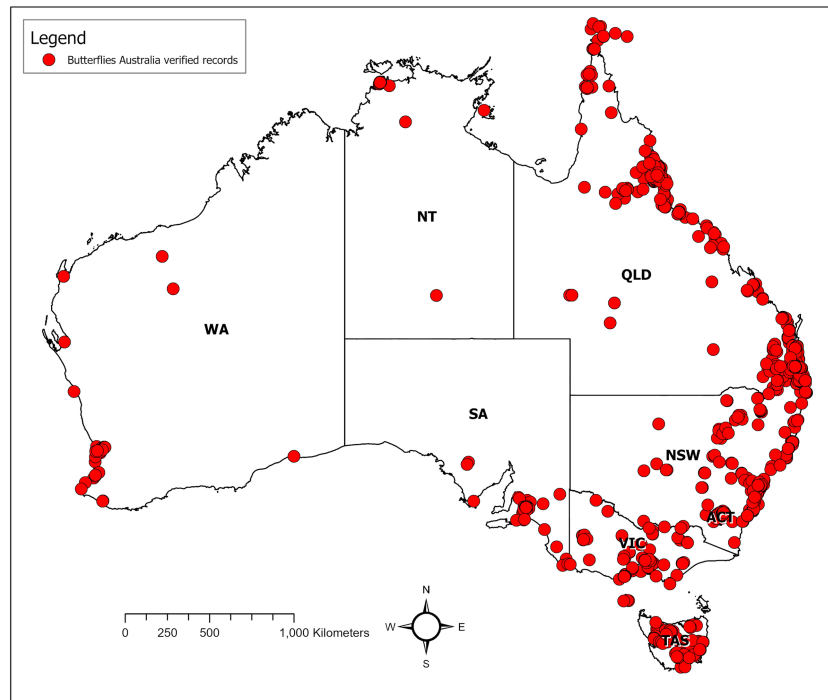 Legend
Butterflies Australia verified records
NT
QLD
WA
SA
NSW
ACT
VIC
TAS
N
W E
S
0 250 500 1,000 Kilometers